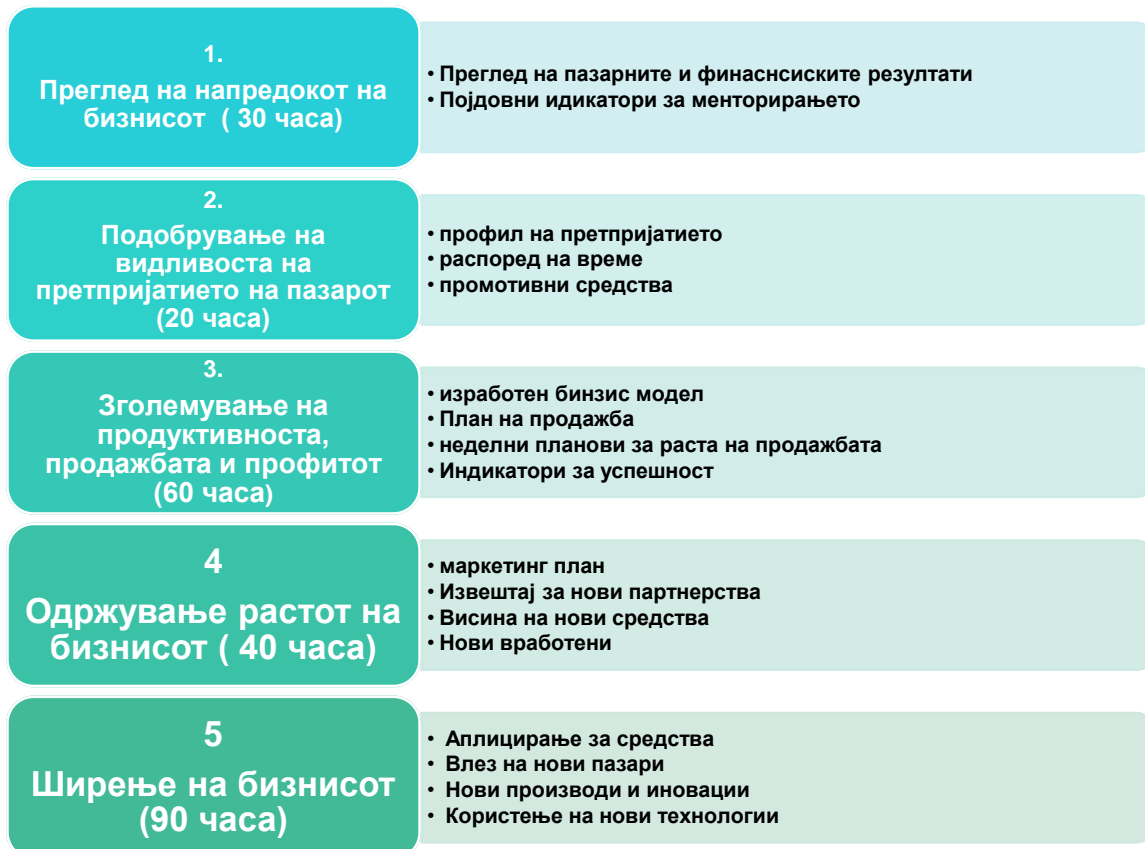 1.
Преглед на напредокот на
бизнисот ( 30 часа)
• Преглед на пазарните и финаснсиските резултати
• Појдовни идикатори за менторирањето
2.
Подобрување на
видливоста на
претпријатието на пазарот
(20 часа)
• профил на претпријатието
• распоред на време
• промотивни средства
3.
Зголемување на
продуктивноста,
продажбата и профитот
(60 часа)
• изработен бинзис модел
• План на продажба
• неделни планови за раста на продажбата
• Индикатори за успешност
4
Одржување растот на
бизнисот ( 40 часа)
• маркетинг план
• Извештај за нови партнерства
• Висина на нови средства
• Нови вработени
5
Ширење на бизнисот
(90 часа)
• Аплицирање за средства
• Влез на нови пазари
• Нови производи и иновации
• Користење на нови технологии